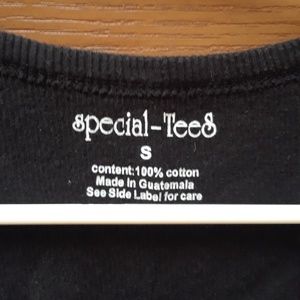 Special-TeeS
S
content:100% cotton
Made in Guatemala
See Side Label for care